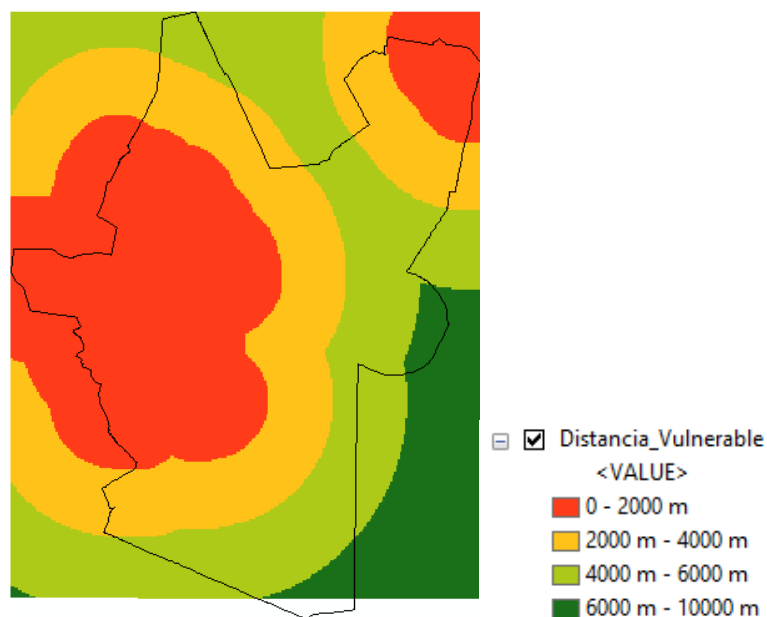 Distancia_Vulnerable
<VALUE>
0 - 2000 m
2000 m - 4000 m
4000 m - 6000 m
6000 m - 10000 m